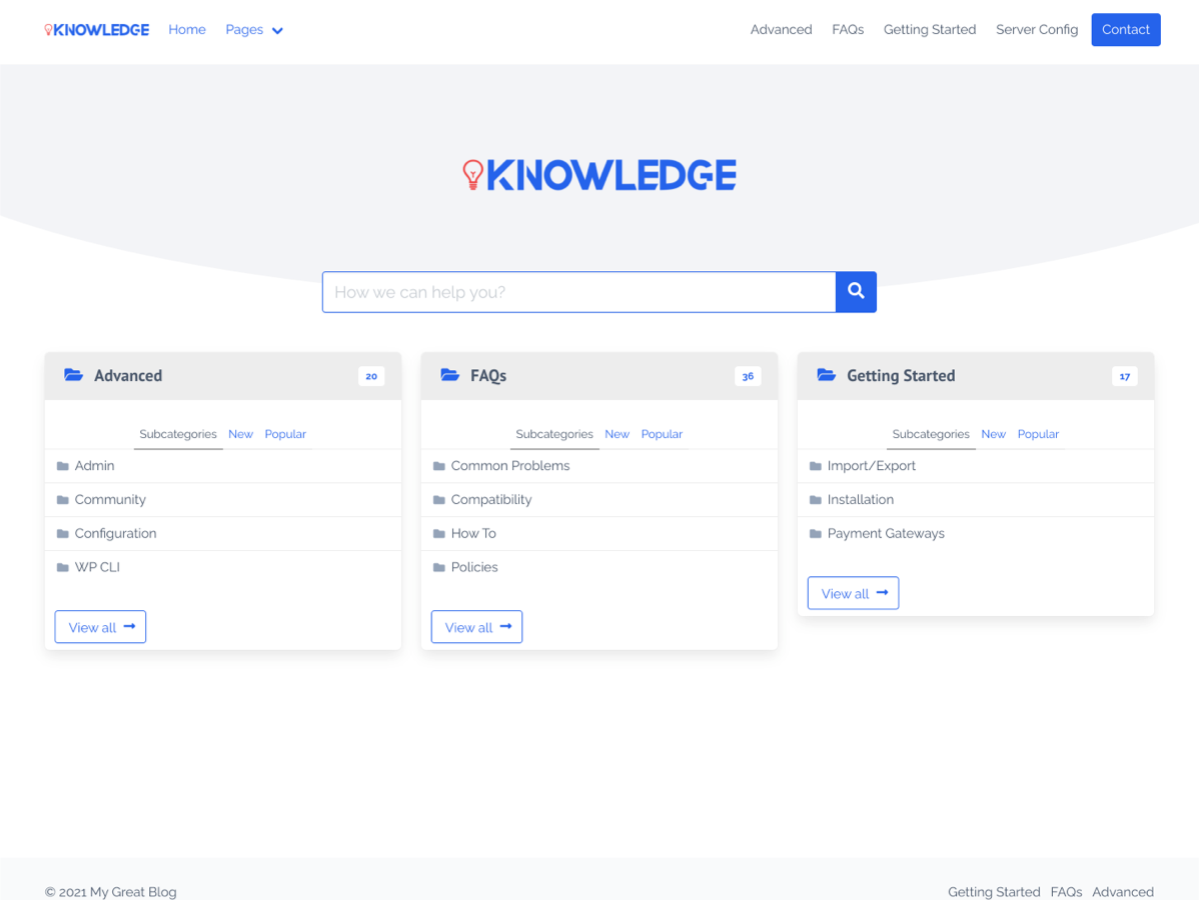 KNOWLEDGE Home Pages Advanced FAQs Getting Started Server Config Contact
KNOWLEDGE
How we can help you?
Advanced 20
Subcategories New Popular
Admin
Community
Configuration
WP CLI
View all
FAQs 36
Subcategories New Popular
Common Problems
Compatibility
How To
Policies
View all
Getting Started 17
Subcategories New Popular
Import/Export
Installation
Payment Gateways
View all
© 2021 My Great Blog Getting Started FAQs Advanced